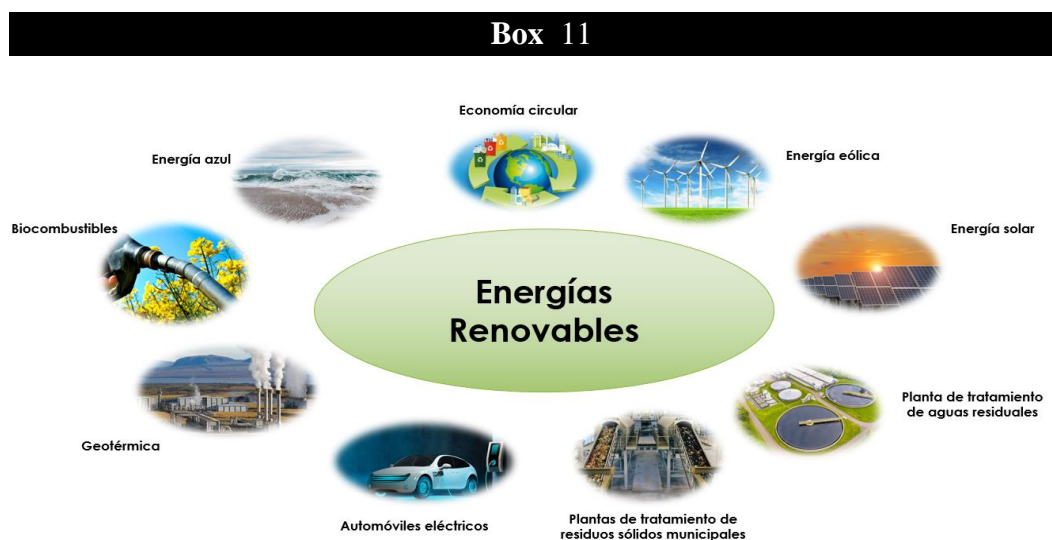 Box 11
Economía circular
Energía azul
Energía eólica
Biocombustibles
Energía solar
Energías
Renovables
Planta de tratamiento
de aguas residuales
Geotérmica
Automóviles eléctricos
Plantas de tratamiento de
residuos sólidos municipales